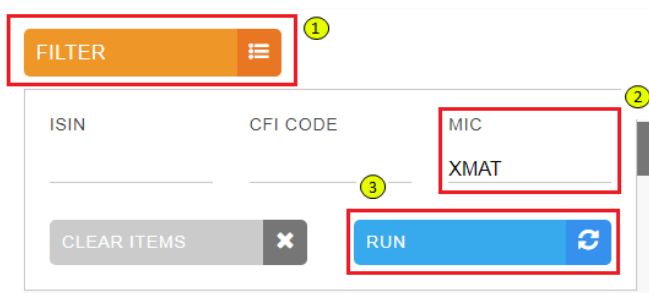 1
FILTER
2
ISIN CFI CODE MIC
XMAT
3
CLEAR ITEMS RUN